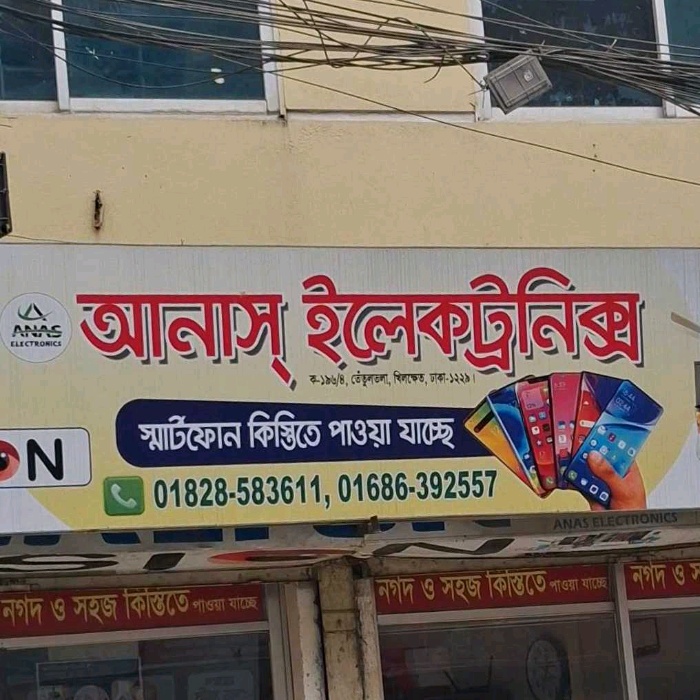 ANAS
ELECTRONICS
আনাস্ ইলেকট্রনিক্স
ক-১৯৬/৪, তেঁতুলতলা, খিলক্ষেত, ঢাকা-১২২৯।
স্মার্টফোন কিস্তিতে পাওয়া যাচ্ছে
ON
01828-583611, 01686-392557
ANAS ELECTRONICS
নগদ ও সহজ কিস্তিতে পাওয়া যাচ্ছে
নগদ ও সহজ কিস্তিতে পাওয়া যাচ্ছে
নগদ ও স